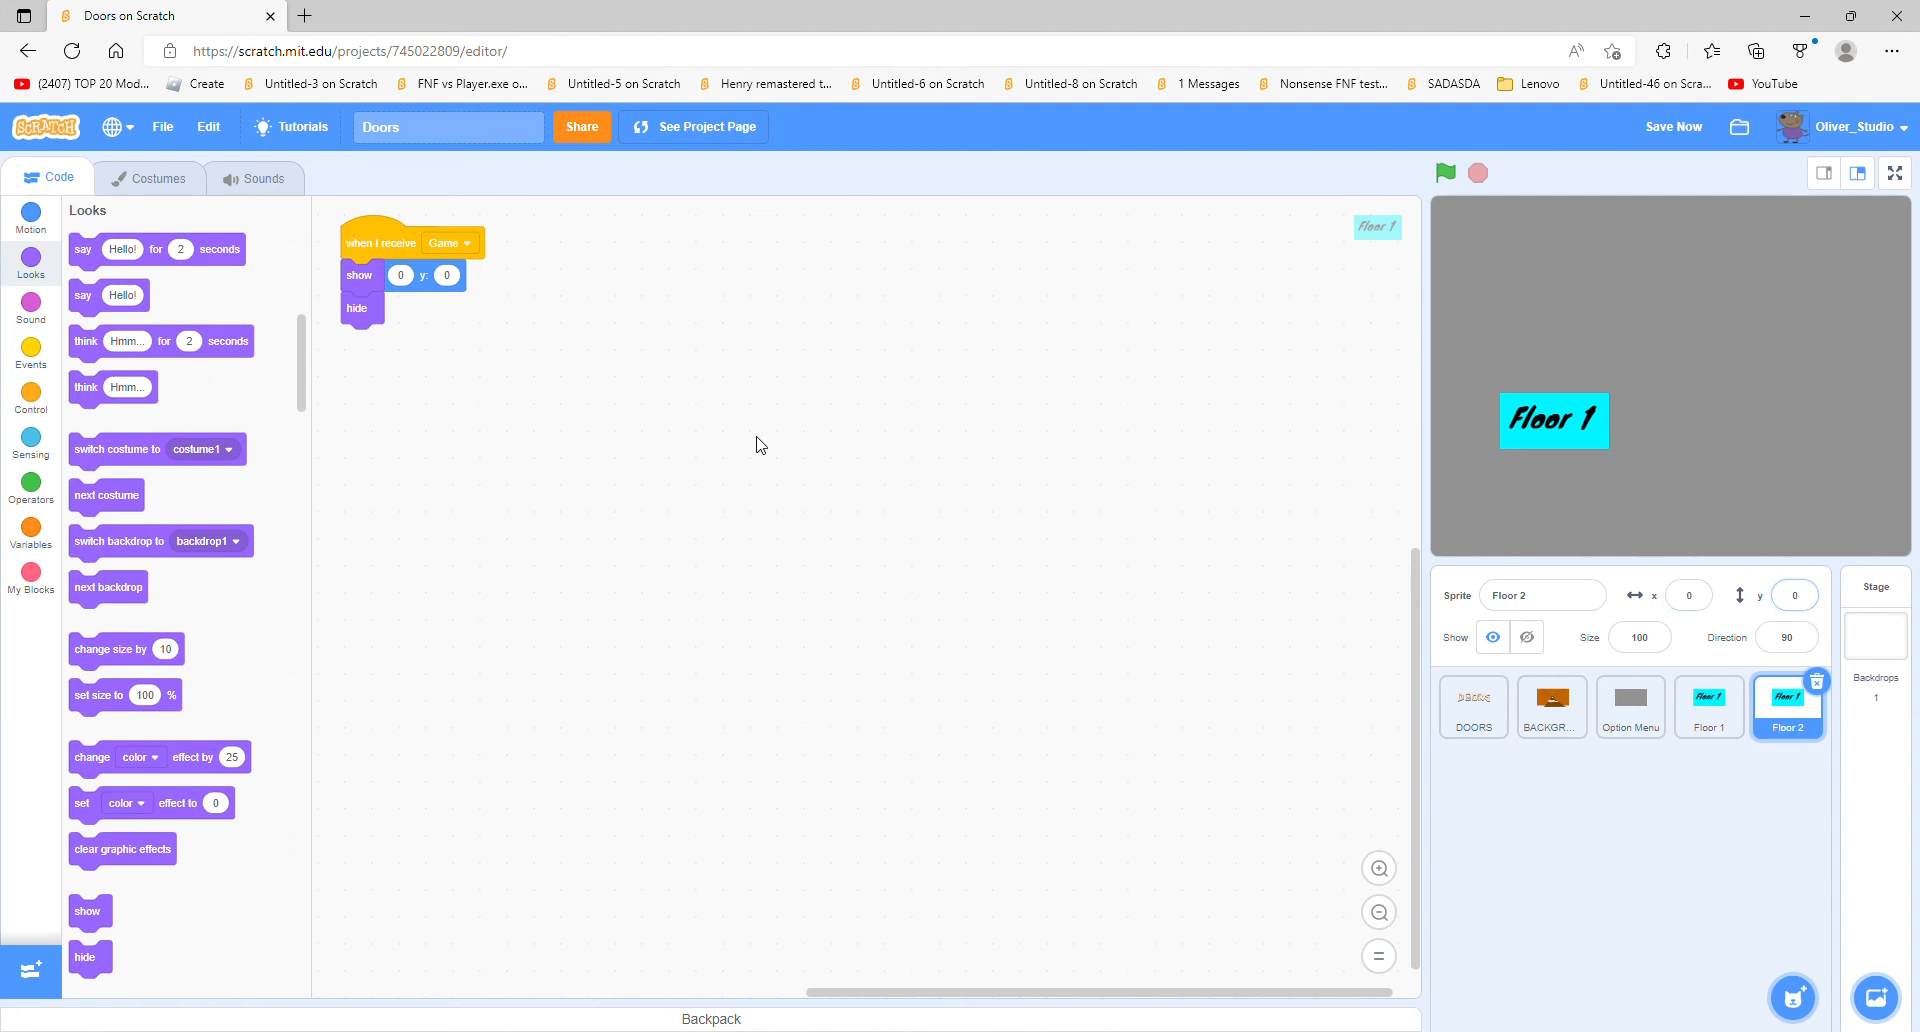 Doors on Scratch
https://scratch.mit.edu/projects/745022809/editor/
(2407) TOP 20 Mod... Create Untitled-3 on Scratch FNF vs Player.exe o... Untitled-5 on Scratch Henry remastered t... Untitled-6 on Scratch Untitled-8 on Scratch 1 Messages Nonsense FNF test... SADASDA Lenovo Untitled-46 on Scra... YouTube
SCRATCH File Edit Tutorials Doors Share See Project Page Save Now Oliver_Studio
Code Costumes Sounds
Motion
Looks
Sound
Events
Control
Sensing
Operators
Variables
My Blocks
Looks
say Hello! for 2 seconds
say Hello!
think Hmm... for 2 seconds
think Hmm...
switch costume to costume1
next costume
switch backdrop to backdrop1
next backdrop
change size by 10
set size to 100 %
change color effect by 25
set color effect to 0
clear graphic effects
show
hide
when I receive Game
show 0 y: 0
hide
Floor 1
Backpack
Floor 1
Sprite Floor 2 x 0 y 0
Show Size 100 Direction 90
DOORS
BACKGR...
Option Menu
Floor 1
Floor 1
Floor 1
Floor 2
Stage
Backdrops
1